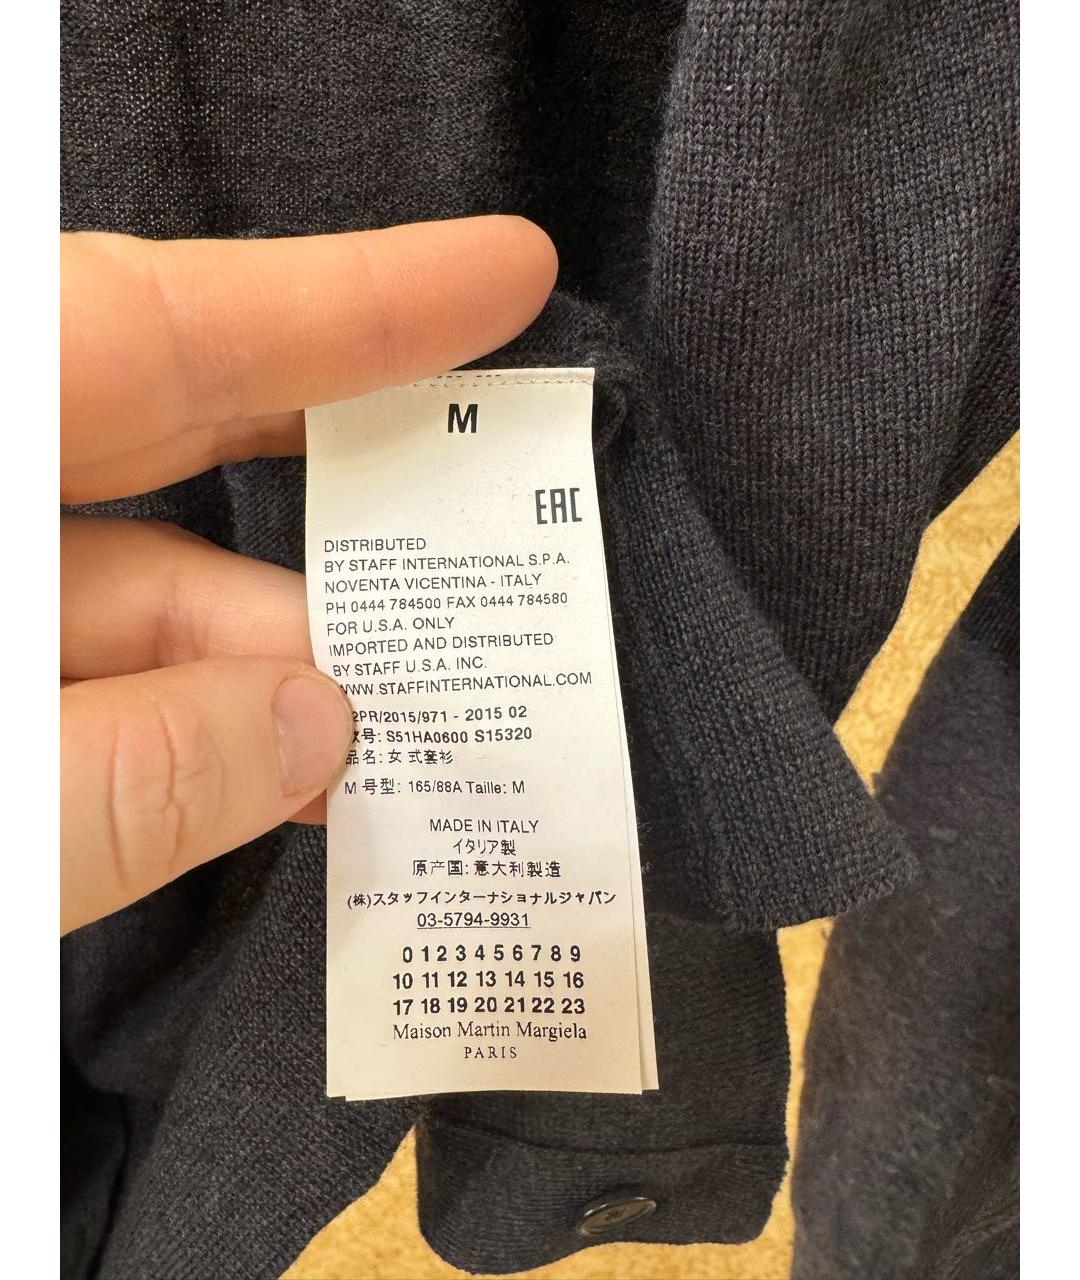 M
EAC
DISTRIBUTED
BY STAFF INTERNATIONAL S.P.A.
NOVENTA VICENTINA - ITALY
PH 0444 784500 FAX 0444 784580
FOR U.S.A. ONLY
IMPORTED AND DISTRIBUTED
BY STAFF U.S.A. INC.
WWW.STAFFINTERNATIONAL.COM
2PR/2015/971 - 2015 02
号: S51HA0600 S15320
品名: 女 式套衫
M 号型: 165/88A Taille: M
MADE IN ITALY
イタリア製
原产国: 意大利製造
(株)スタッフインターナショナルジャパン
03-5794-9931
0 1 2 3 4 5 6 7 8 9
10 11 12 13 14 15 16
17 18 19 20 21 22 23
Maison Martin Margiela
PARIS